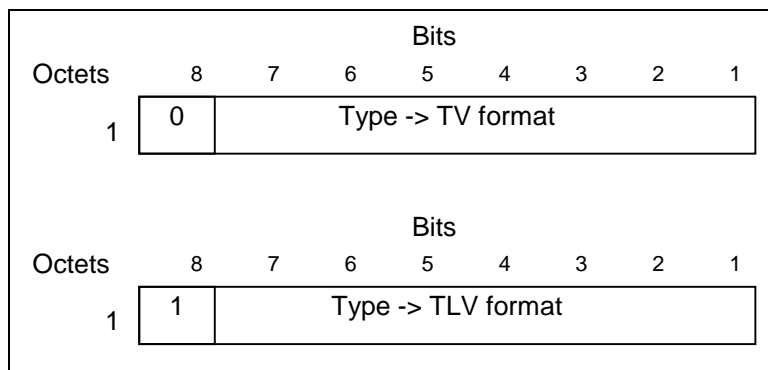 Bits
Octets 8 7 6 5 4 3 2 1
1 0 Type -> TV format
Bits
Octets 8 7 6 5 4 3 2 1
1 1 Type -> TLV format